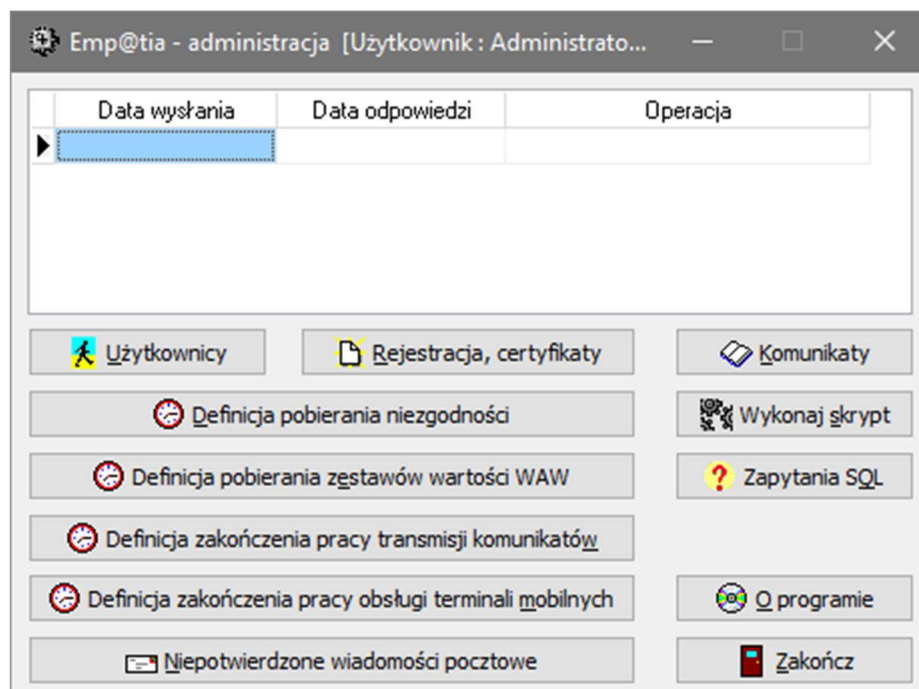 Emp@tia - administracja [Użytkownik : Administrato...
Data wysłania Data odpowiedzi Operacja
Użytkownicy Rejestracja, certyfikaty Komunikaty
Definicja pobierania niezgodności Wykonaj skrypt
Definicja pobierania zestawów wartości WAW Zapytania SQL
Definicja zakończenia pracy transmisji komunikatów
Definicja zakończenia pracy obsługi terminali mobilnych O programie
Niepotwierdzone wiadomości pocztowe Zakończ